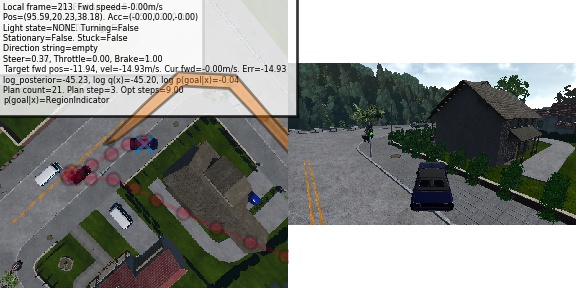 Local frame=213: Fwd speed=-0.00m/s
Pos=(95.59,20.23,38.18). Acc=(-0.00,0.00,-0.00)
Light state=NONE: Turning=False
Stationary=False. Stuck=False
Direction string=empty
Steer=0.37, Throttle=0.00, Brake=1.00
Target fwd pos=-11.94, vel=-14.93m/s. Cur fwd=-0.00m/s. Err=-14.93
log_posterior=-45.23, log q(x)=-45.20, log p(goal|x)=-0.04
Plan count=21. Plan step=3. Opt steps=9.00
p(goal|x)=RegionIndicator